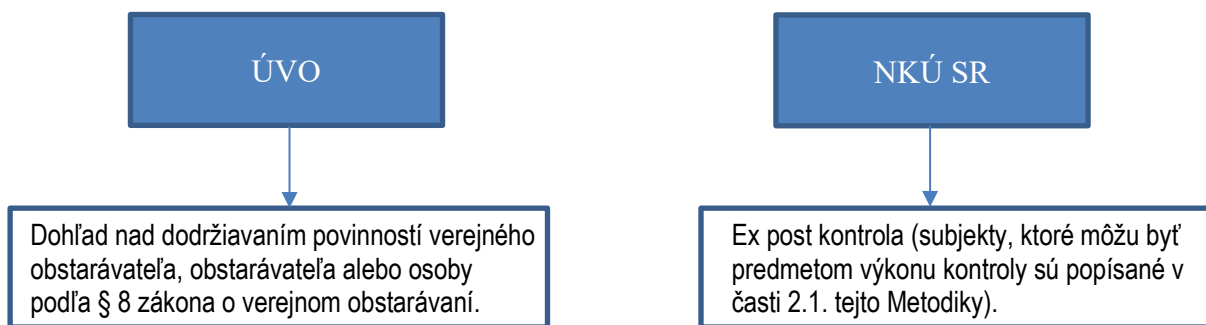 ÚVO
NKÚ SR
Dohľad nad dodržiavaním povinností verejného
obstarávateľa, obstarávateľa alebo osoby
podľa § 8 zákona o verejnom obstarávaní.
Ex post kontrola (subjekty, ktoré môžu byť
predmetom výkonu kontroly sú popísané v
časti 2.1. tejto Metodiky).